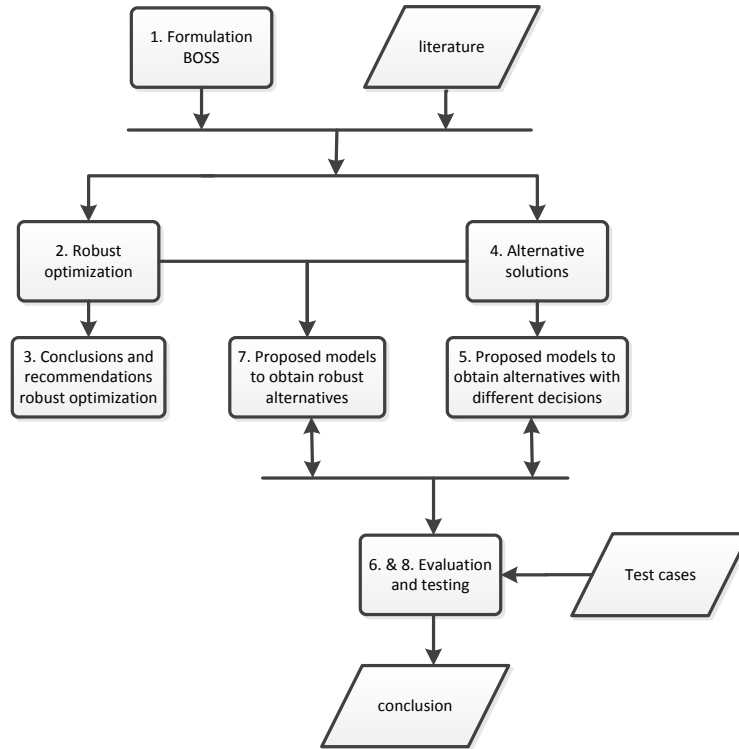 1. Formulation
BOSS
literature
2. Robust
optimization
4. Alternative
solutions
3. Conclusions and
recommendations
robust optimization
7. Proposed models
to obtain robust
alternatives
5. Proposed models to
obtain alternatives with
different decisions
6. & 8. Evaluation
and testing
Test cases
conclusion